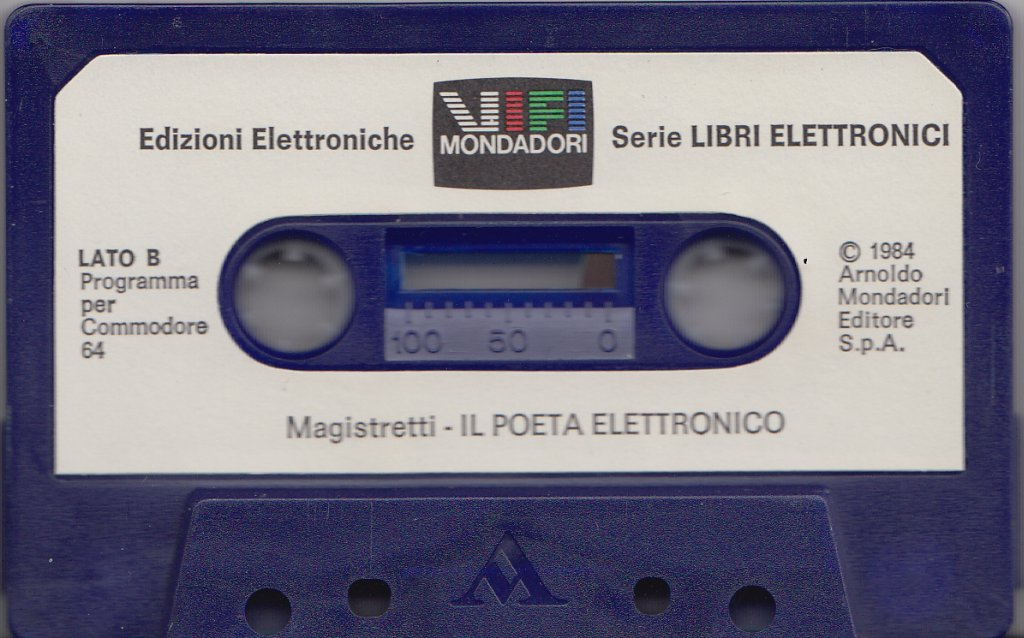 Edizioni Elettroniche
VIFI
MONDADORI
Serie LIBRI ELETTRONICI
LATO B
Programma
per
Commodore
64
© 1984
Arnoldo
Mondadori
Editore
S.p.A.
100 50 0
Magistretti - IL POETA ELETTRONICO